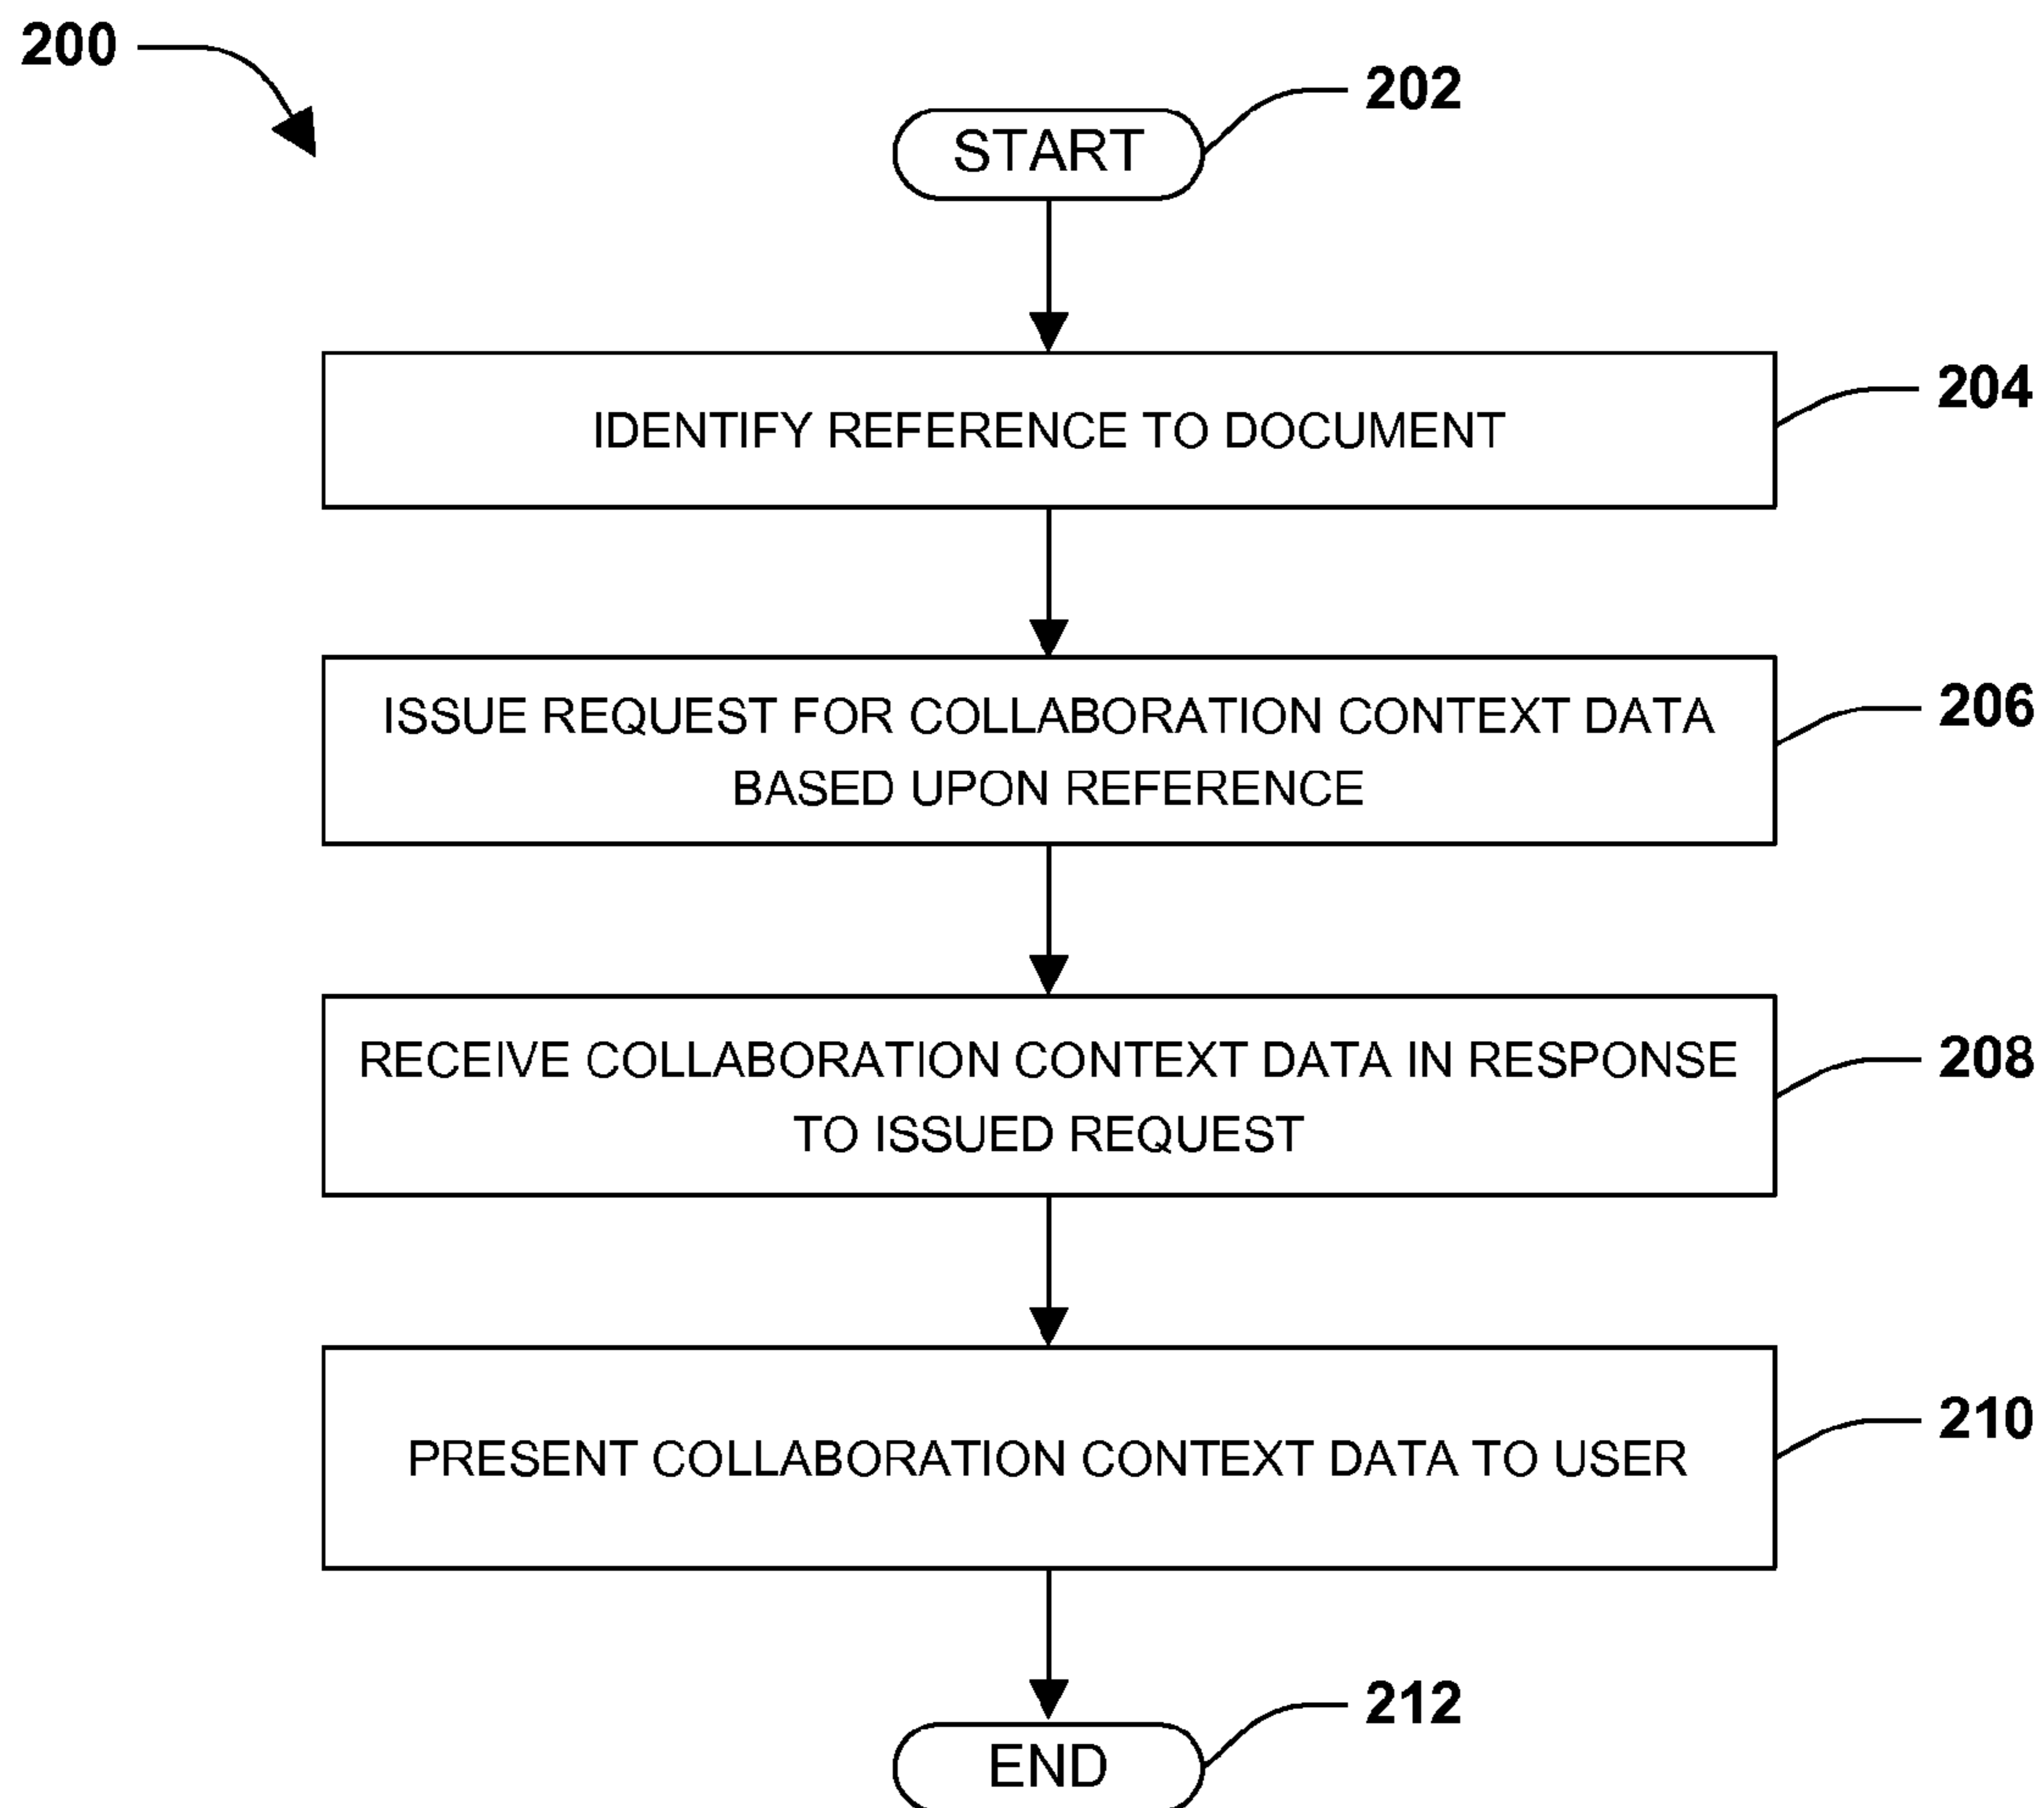 200
202
START
204
IDENTIFY REFERENCE TO DOCUMENT
206
ISSUE REQUEST FOR COLLABORATION CONTEXT DATA
BASED UPON REFERENCE
208
RECEIVE COLLABORATION CONTEXT DATA IN RESPONSE
TO ISSUED REQUEST
210
PRESENT COLLABORATION CONTEXT DATA TO USER
212
END